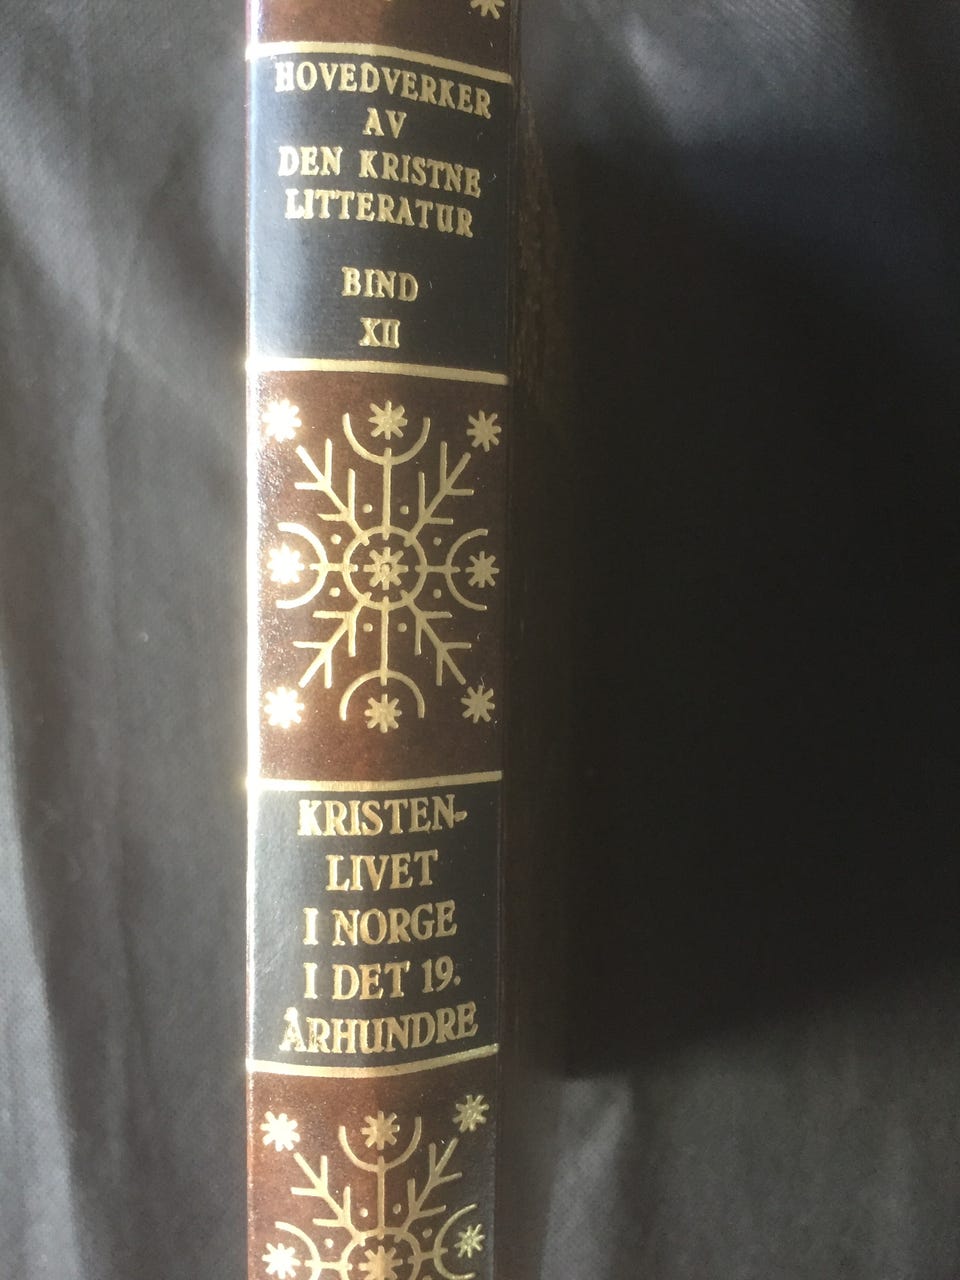 HOVEDVERKER
AV
DEN KRISTNE
LITTERATUR
BIND
XII
KRISTEN-
LIVET
I NORGE
I DET 19.
ÅRHUNDRE